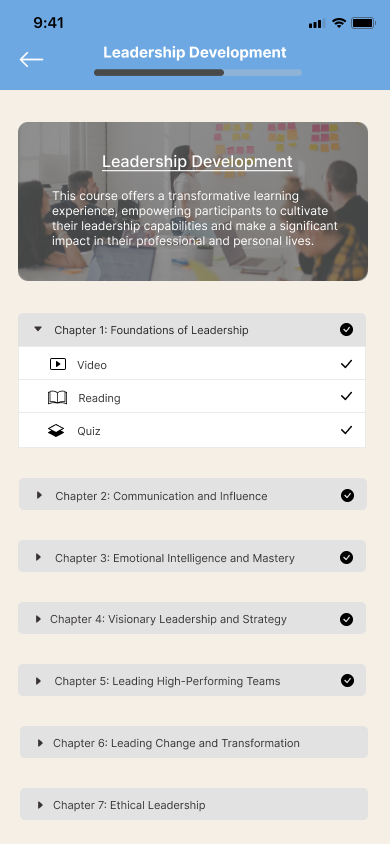 9:41
Leadership Development
Leadership Development
This course offers a transformative learning
experience, empowering participants to cultivate
their leadership capabilities and make a significant
impact in their professional and personal lives.
Chapter 1: Foundations of Leadership
Video
Reading
Quiz
Chapter 2: Communication and Influence
Chapter 3: Emotional Intelligence and Mastery
Chapter 4: Visionary Leadership and Strategy
Chapter 5: Leading High-Performing Teams
Chapter 6: Leading Change and Transformation
Chapter 7: Ethical Leadership